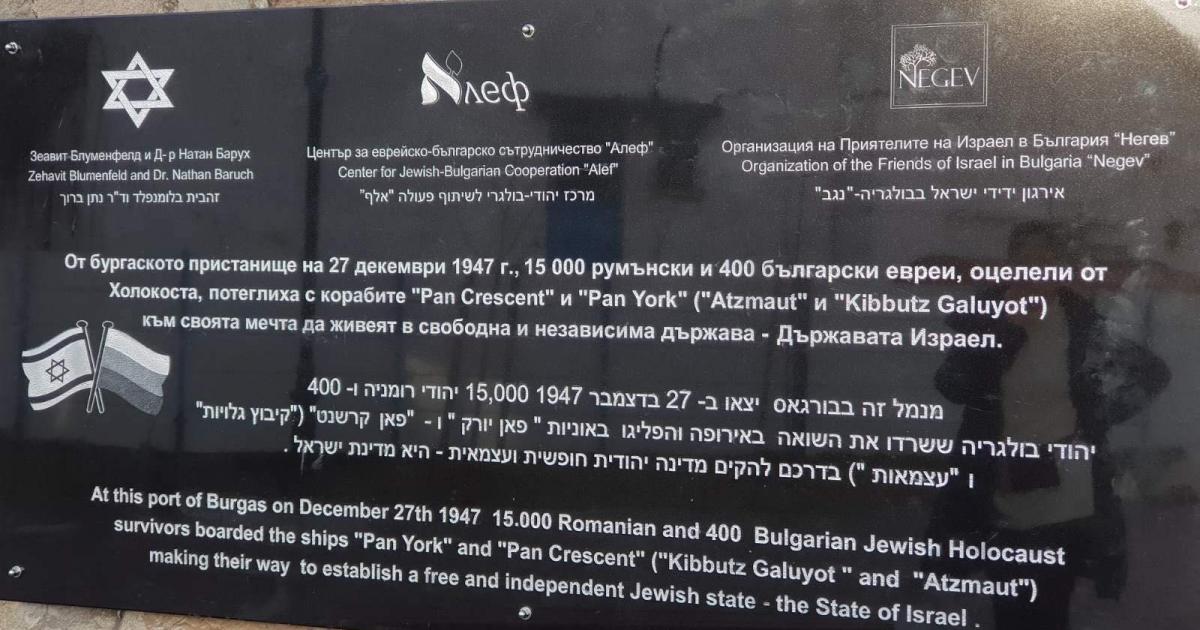 Алеф
NEGEV
Зеавит Блуменфелд и Д- р Натан Барух
Zehavit Blumenfeld and Dr. Nathan Baruch
זהבית בלומנפלד וד"ר נתן ברוך
Център за еврейско-българско сътрудничество "Алеф"
Center for Jewish-Bulgarian Cooperation "Alef"
מרכז יהודי-בולגרי לשיתוף פעולה "אלף"
Организация на Приятелите на Израел в България “Негев”
Organization of the Friends of Israel in Bulgaria “Negev”
אירגון ידידי ישראל בבולגריה-"נגב"
От бургаското пристанище на 27 декември 1947 г., 15 000 румънски и 400 български евреи, оцелели от
Холокоста, потеглиха с корабите "Pan Crescent" и "Pan York" ("Atzmaut" и "Kibbutz Galuyot")
към своята мечта да живеят в свободна и независима държава - Държавата Израел.
מנמל זה בבורגאס יצאו ב- 27 בדצמבר 1947 15,000 יהודי רומניה ו- 400
יהודי בולגריה ששרדו את השואה באירופה והפליגו באוניות " פאן יורק " ו - "פאן קרשנט" ("קיבוץ גלויות"
ו "עצמאות ") בדרכם להקים מדינה יהודית חופשית ועצמאית - היא מדינת ישראל .
At this port of Burgas on December 27th 1947 15.000 Romanian and 400 Bulgarian Jewish Holocaust
survivors boarded the ships "Pan York" and "Pan Crescent" ("Kibbutz Galuyot " and "Atzmaut")
making their way to establish a free and independent Jewish state - the State of Israel .